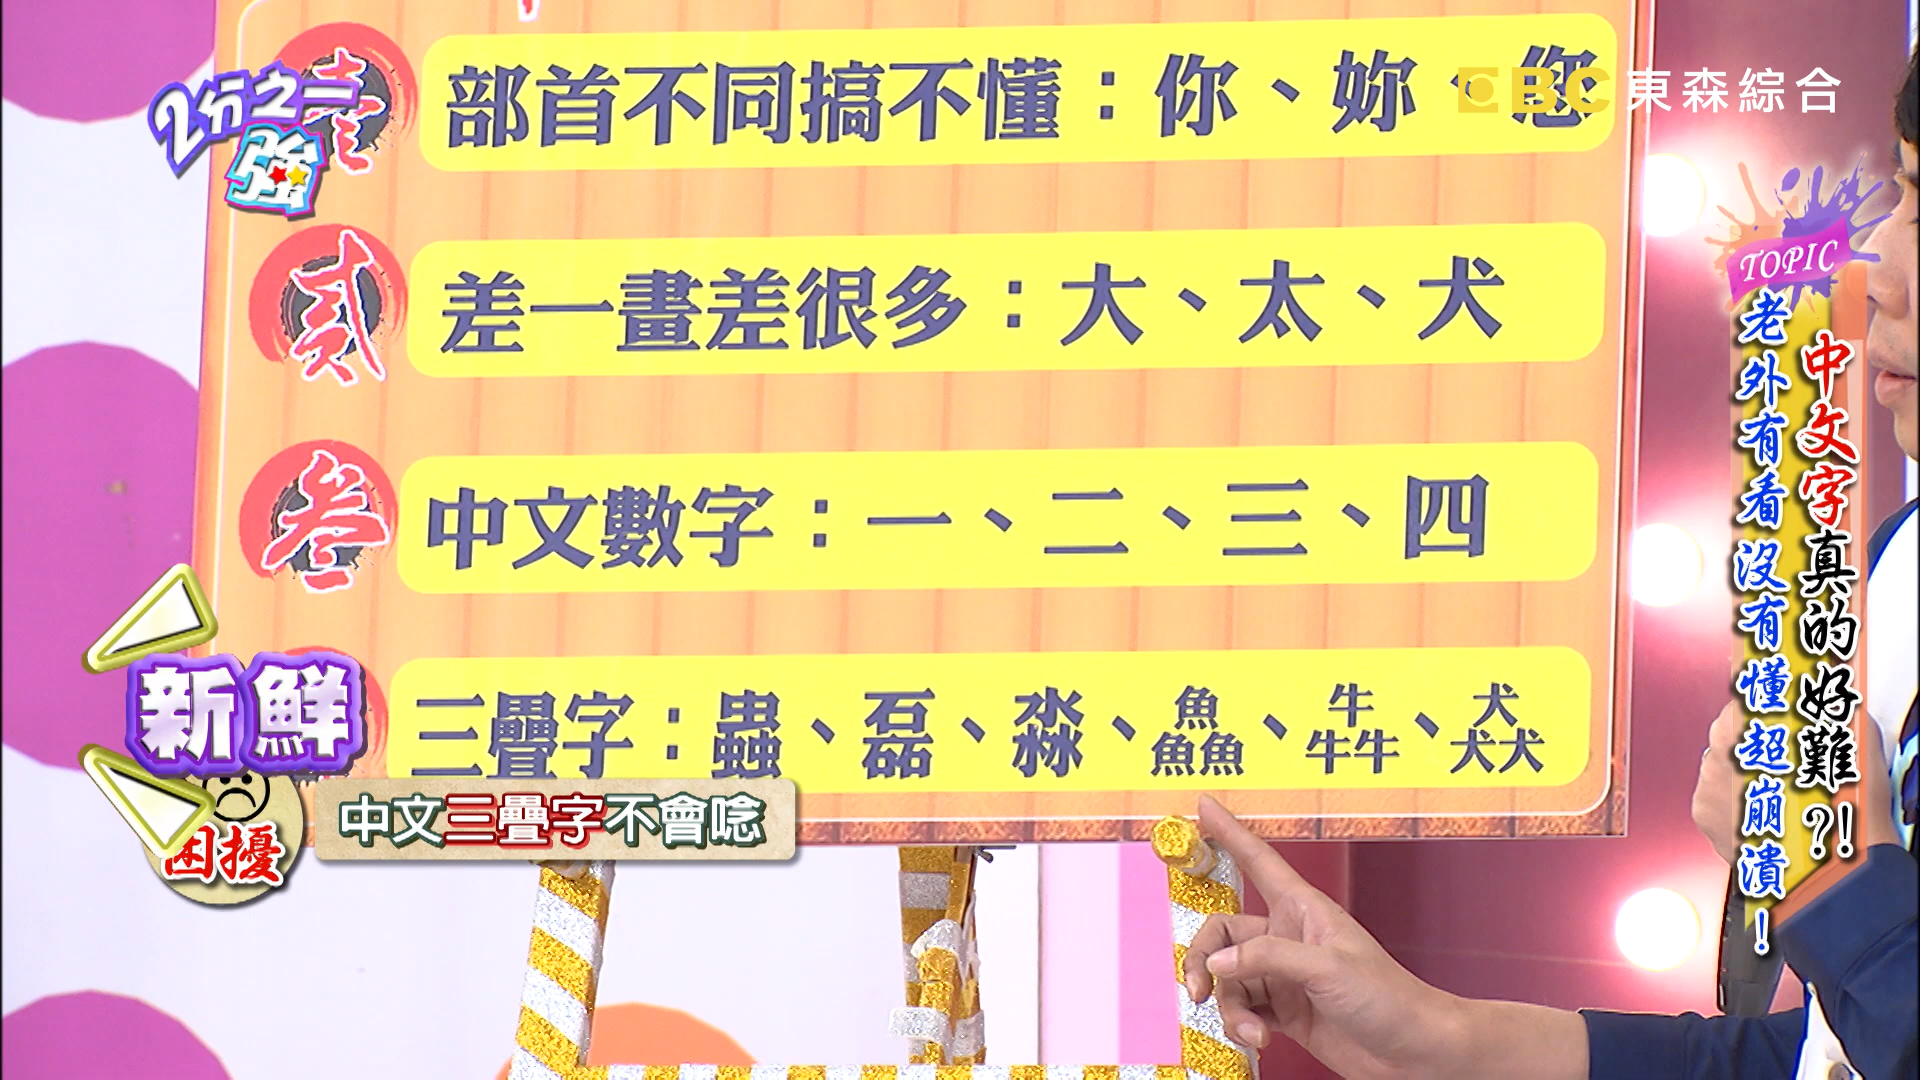 2分之一強
EBC東森綜合
壹 部首不同搞不懂：你、妳、您
貳 差一畫差很多：大、太、犬
叁 中文數字：一、二、三、四
三疊字：蟲、磊、淼、鱻、犇、猋
新鮮
困擾
中文三疊字不會唸
TOPIC
中文字真的好難?!
老外有看沒有懂超崩潰！